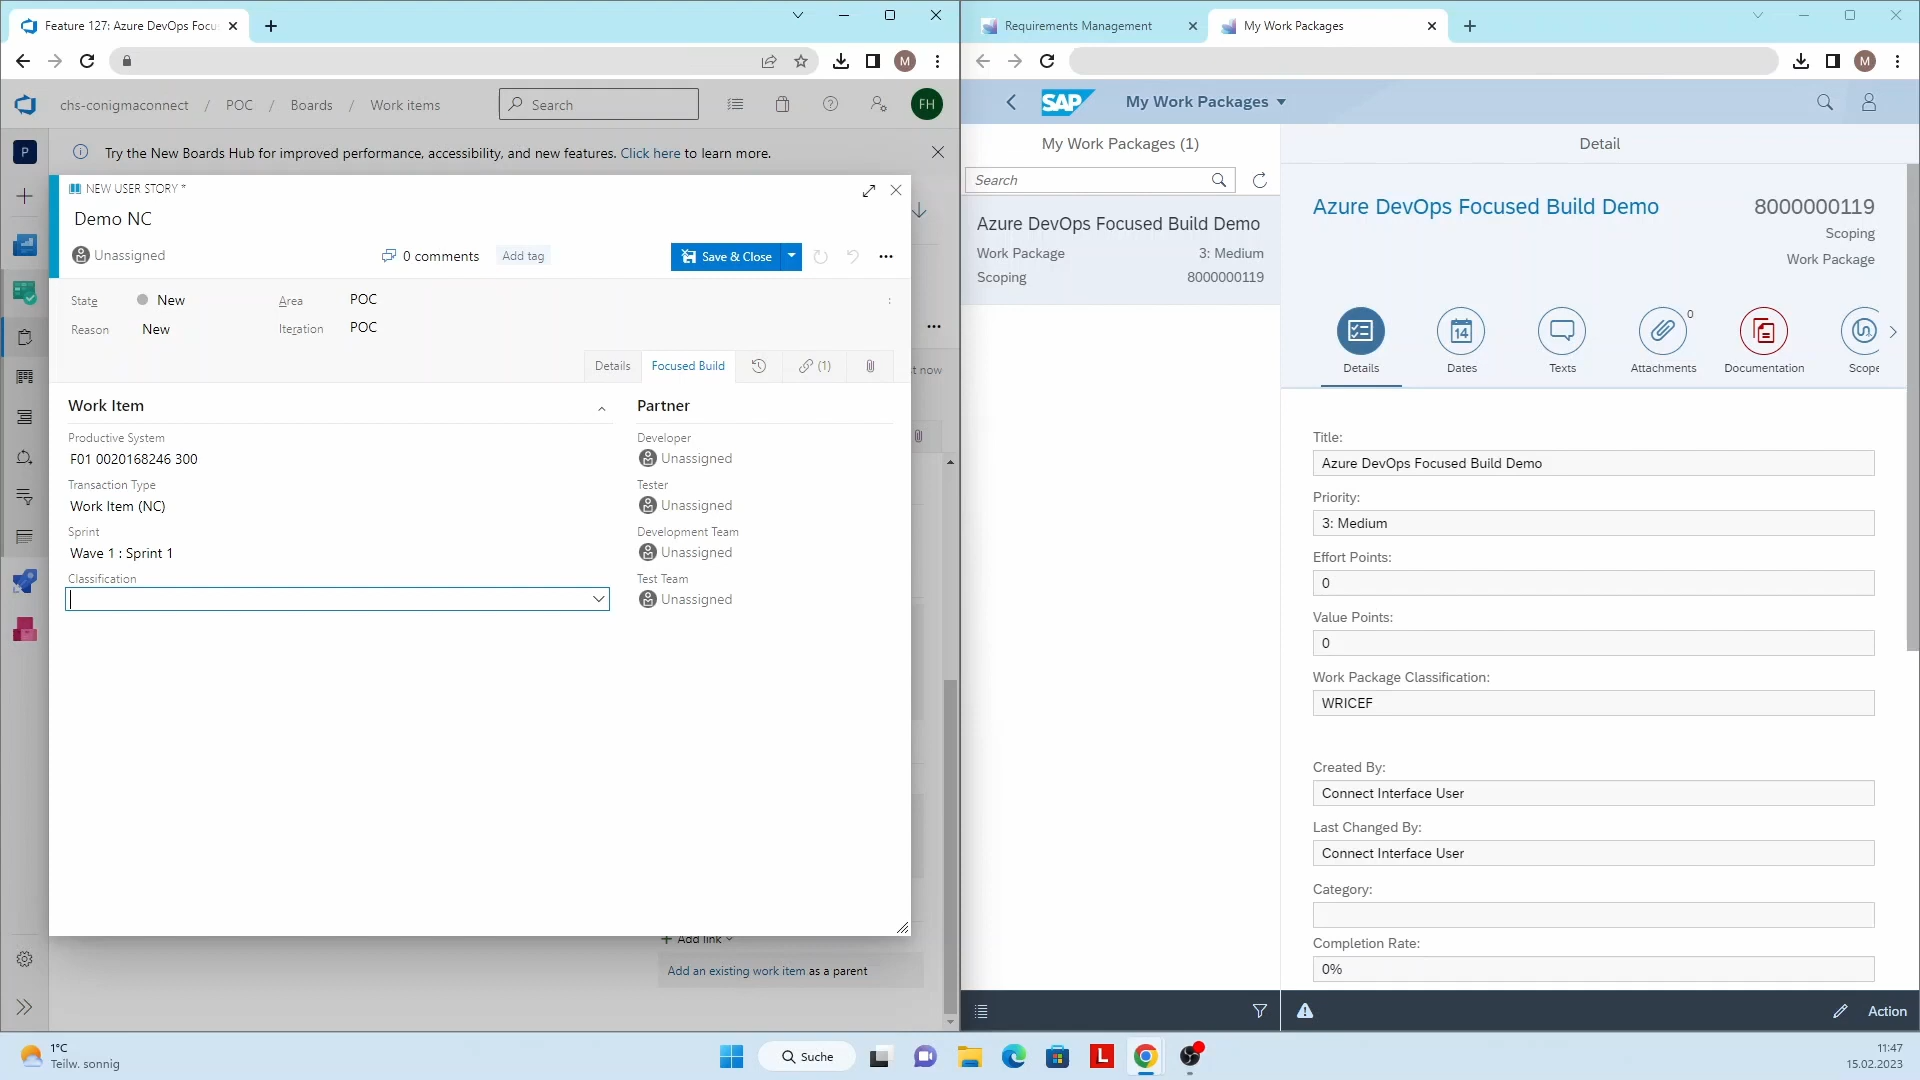 Feature 127: Azure DevOps Focus
M
chs-conigmaconnect / POC / Boards / Work items
Search
FH
P
Try the New Boards Hub for improved performance, accessibility, and new features. Click here to learn more.
NEW USER STORY *
Demo NC
Unassigned
0 comments
Add tag
Save & Close
State
New
Area
POC
Reason
New
Iteration
POC
Details
Focused Build
(1)
st now
Work Item
Productive System
F01 0020168246 300
Transaction Type
Work Item (NC)
Sprint
Wave 1 : Sprint 1
Classification
Partner
Developer
Unassigned
Tester
Unassigned
Development Team
Unassigned
Test Team
Unassigned
Add link
Add an existing work item as a parent
Requirements Management
My Work Packages
M
SAP
My Work Packages
My Work Packages (1)
Search
Azure DevOps Focused Build Demo
Work Package
3: Medium
Scoping
8000000119
Detail
Azure DevOps Focused Build Demo
8000000119
Scoping
Work Package
14
0
Details
Dates
Texts
Attachments
Documentation
Scope
Title:
Azure DevOps Focused Build Demo
Priority:
3: Medium
Effort Points:
0
Value Points:
0
Work Package Classification:
WRICEF
Created By:
Connect Interface User
Last Changed By:
Connect Interface User
Category:
Completion Rate:
0%
Action
1°C
Teilw. sonnig
Suche
L
11:47
15.02.2023